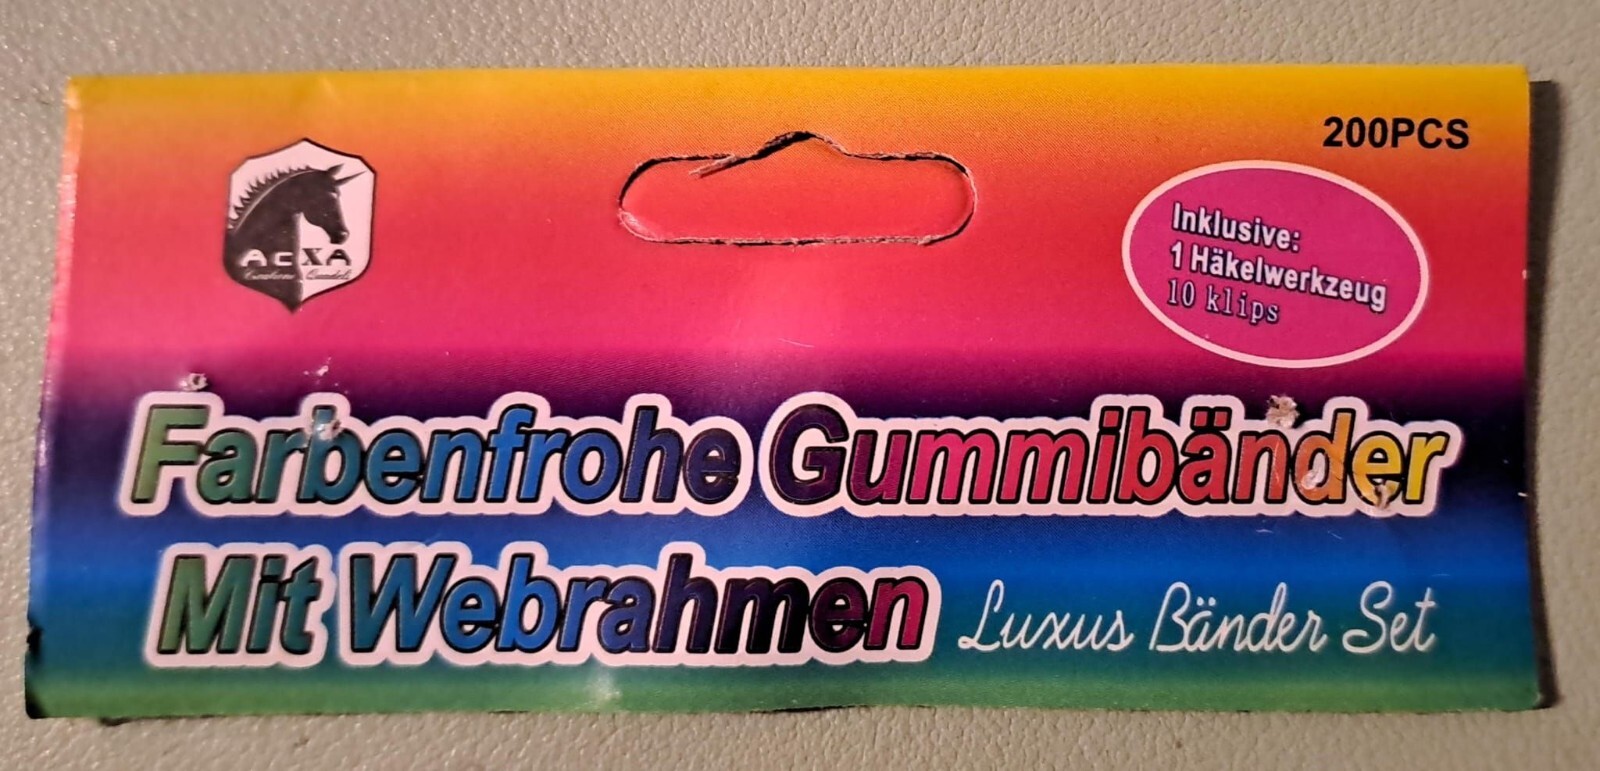 200PCS
ACXA
Inklusive:
1 Häkelwerkzeug
10 klips
Farbenfrohe Gummibänder
Mit Webrahmen
Luxus Bänder Set